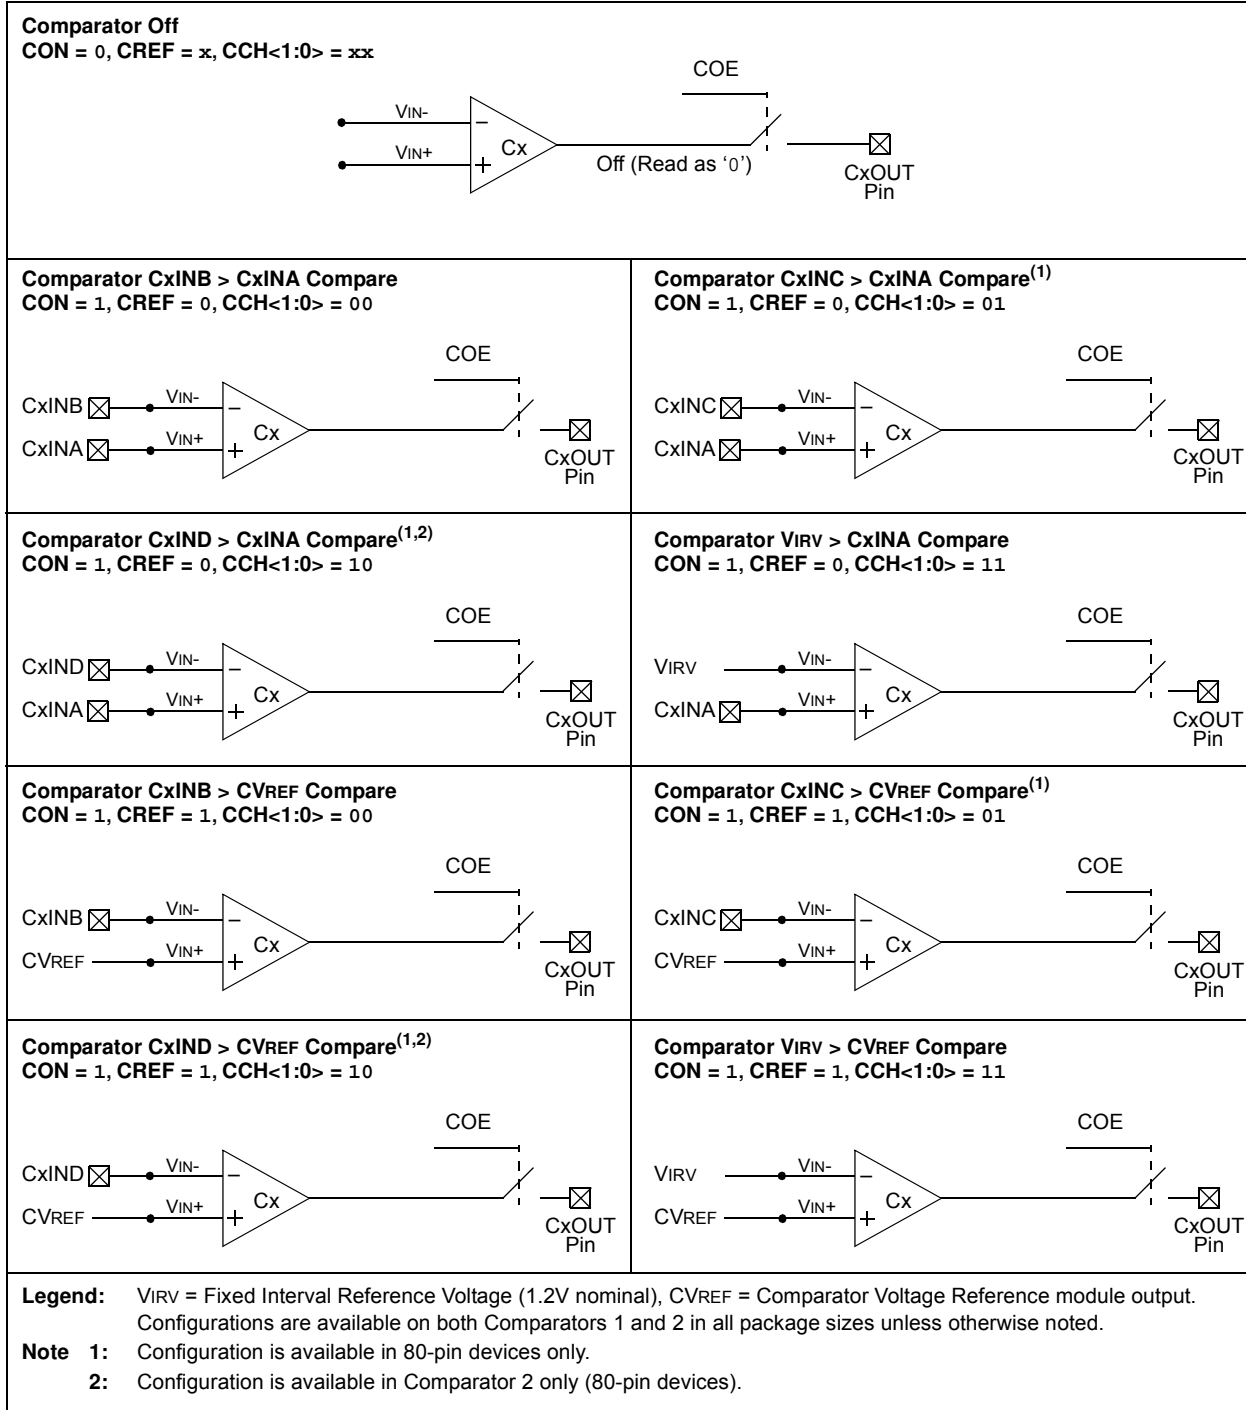 Comparator Off
CON = 0, CREF = x, CCH<1:0> = xx
COE
VIN-
–
Cx
VIN+
+
Off (Read as ‘0’)
CxOUT
Pin
Comparator CxINB > CxINA Compare
CON = 1, CREF = 0, CCH<1:0> = 00
COE
CxINB
VIN-
–
Cx
CxINA
VIN+
+
CxOUT
Pin
Comparator CxINC > CxINA Compare(1)
CON = 1, CREF = 0, CCH<1:0> = 01
COE
CxINC
VIN-
–
Cx
CxINA
VIN+
+
CxOUT
Pin
Comparator CxIND > CxINA Compare(1,2)
CON = 1, CREF = 0, CCH<1:0> = 10
COE
CxIND
VIN-
–
Cx
CxINA
VIN+
+
CxOUT
Pin
Comparator VIRV > CxINA Compare
CON = 1, CREF = 0, CCH<1:0> = 11
COE
VIRV
VIN-
–
Cx
CxINA
VIN+
+
CxOUT
Pin
Comparator CxINB > CVREF Compare
CON = 1, CREF = 1, CCH<1:0> = 00
COE
CxINB
VIN-
–
Cx
CVREF
VIN+
+
CxOUT
Pin
Comparator CxINC > CVREF Compare(1)
CON = 1, CREF = 1, CCH<1:0> = 01
COE
CxINC
VIN-
–
Cx
CVREF
VIN+
+
CxOUT
Pin
Comparator CxIND > CVREF Compare(1,2)
CON = 1, CREF = 1, CCH<1:0> = 10
COE
CxIND
VIN-
–
Cx
CVREF
VIN+
+
CxOUT
Pin
Comparator VIRV > CVREF Compare
CON = 1, CREF = 1, CCH<1:0> = 11
COE
VIRV
VIN-
–
Cx
CVREF
VIN+
+
CxOUT
Pin
Legend: VIRV = Fixed Interval Reference Voltage (1.2V nominal), CVREF = Comparator Voltage Reference module output.
Configurations are available on both Comparators 1 and 2 in all package sizes unless otherwise noted.
Note 1: Configuration is available in 80-pin devices only.
2: Configuration is available in Comparator 2 only (80-pin devices).